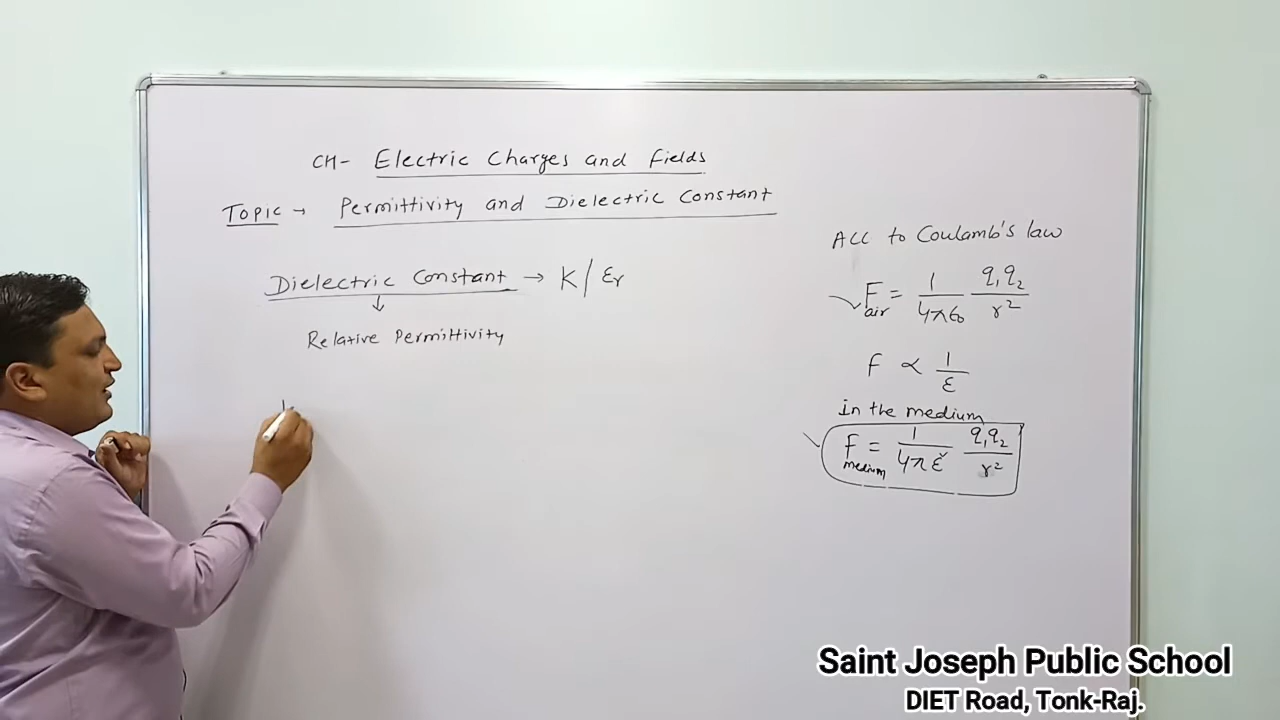 CH- Electric Charges and Fields
Topic → Permittivity and Dielectric Constant
Dielectric Constant → K/εr
↓
Relative Permittivity
Acc to Coulamb's law
F air = 1/4πε₀ q₁q₂/r²
F ∝ 1/ε
in the medium
F medium = 1/4πε q₁q₂/r²
Saint Joseph Public School
DIET Road, Tonk-Raj.